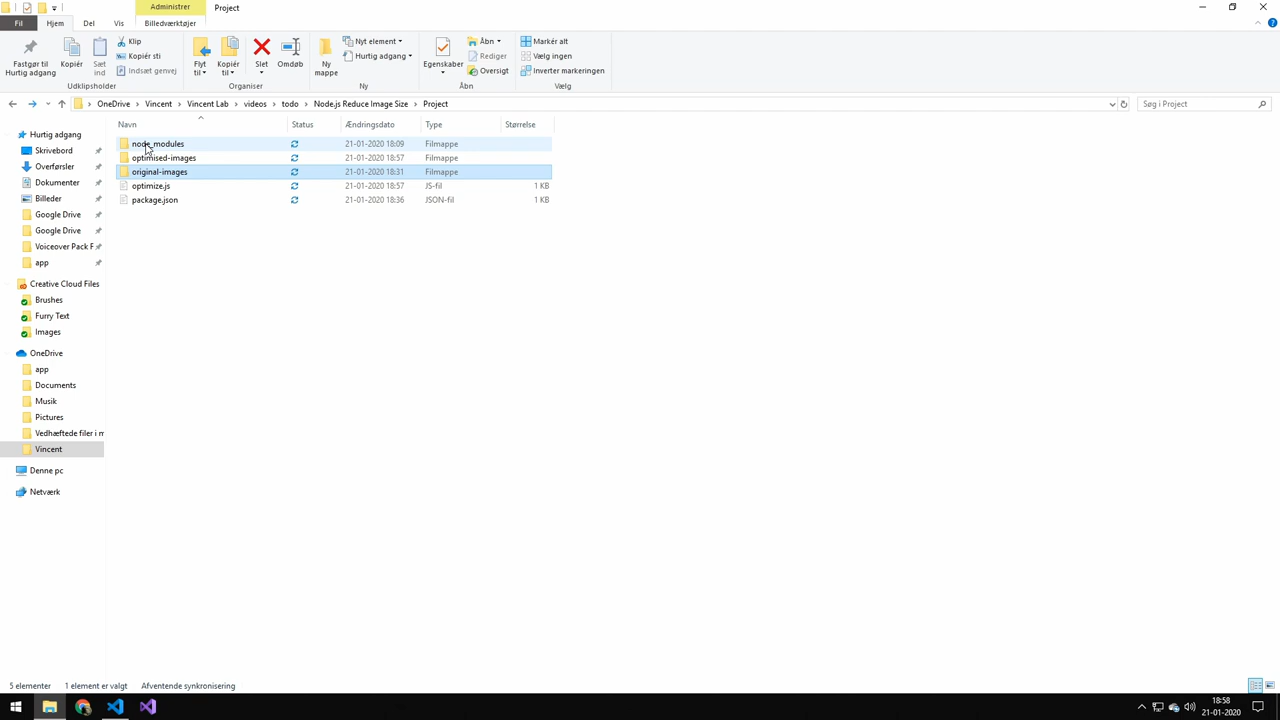 Administrer
Project
Fil
Hjem
Del
Vis
Billedværktøjer
Fastgør til
Hurtig adgang
Kopiér
Sæt
ind
Klip
Kopiér sti
Indsæt genvej
Udklipsholder
Flyt
til
Kopiér
til
Slet
Omdøb
Organiser
Ny
mappe
Nyt element
Hurtig adgang
Ny
Egenskaber
Åbn
Rediger
Oversigt
Åbn
Markér alt
Vælg ingen
Inverter markeringen
Vælg
OneDrive › Vincent › Vincent Lab › videos › todo › Node.js Reduce Image Size › Project
Søg i Project
Navn Status Ændringsdato Type Størrelse
node_modules 21-01-2020 18:09 Filmappe
optimised-images 21-01-2020 18:57 Filmappe
original-images 21-01-2020 18:31 Filmappe
optimize.js 21-01-2020 18:57 JS-fil 1 KB
package.json 21-01-2020 18:36 JSON-fil 1 KB
Hurtig adgang
Skrivebord
Overførsler
Dokumenter
Billeder
Google Drive
Google Drive
Voiceover Pack F
app
Creative Cloud Files
Brushes
Furry Text
Images
OneDrive
app
Documents
Musik
Pictures
Vedhæftede filer i m
Vincent
Denne pc
Netværk
5 elementer 1 element er valgt Afventende synkronisering
18:58
21-01-2020